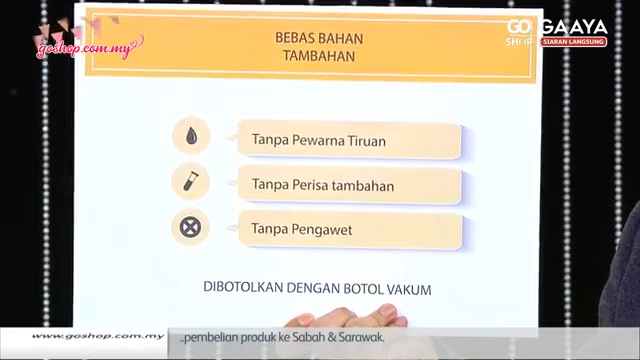 goshop.com.my
GO SHOP
GAAYA
SIARAN LANGSUNG
BEBAS BAHAN
TAMBAHAN
Tanpa Pewarna Tiruan
Tanpa Perisa tambahan
Tanpa Pengawet
DIBOTOLKAN DENGAN BOTOL VAKUM
www.goshop.com.my
..pembelian produk ke Sabah & Sarawak.